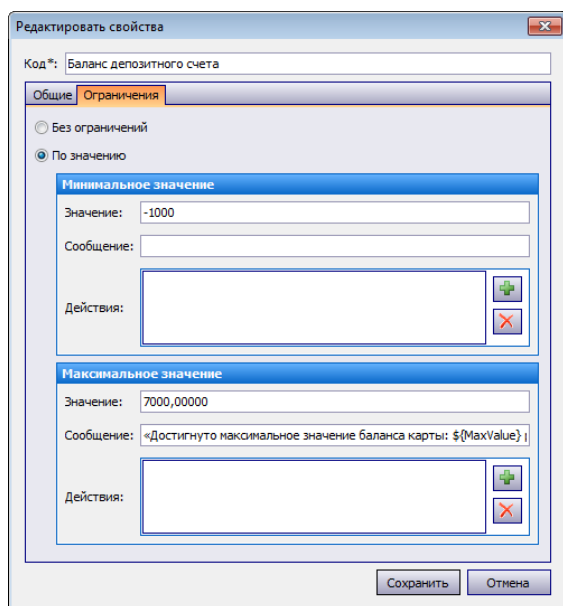 Редактировать свойства
Код*: Баланс депозитного счета
Общие Ограничения
Без ограничений
По значению
Минимальное значение
Значение: -1000
Сообщение:
Действия:
Максимальное значение
Значение: 7000,00000
Сообщение: «Достигнуто максимальное значение баланса карты: ${MaxValue}
Действия:
Сохранить Отмена